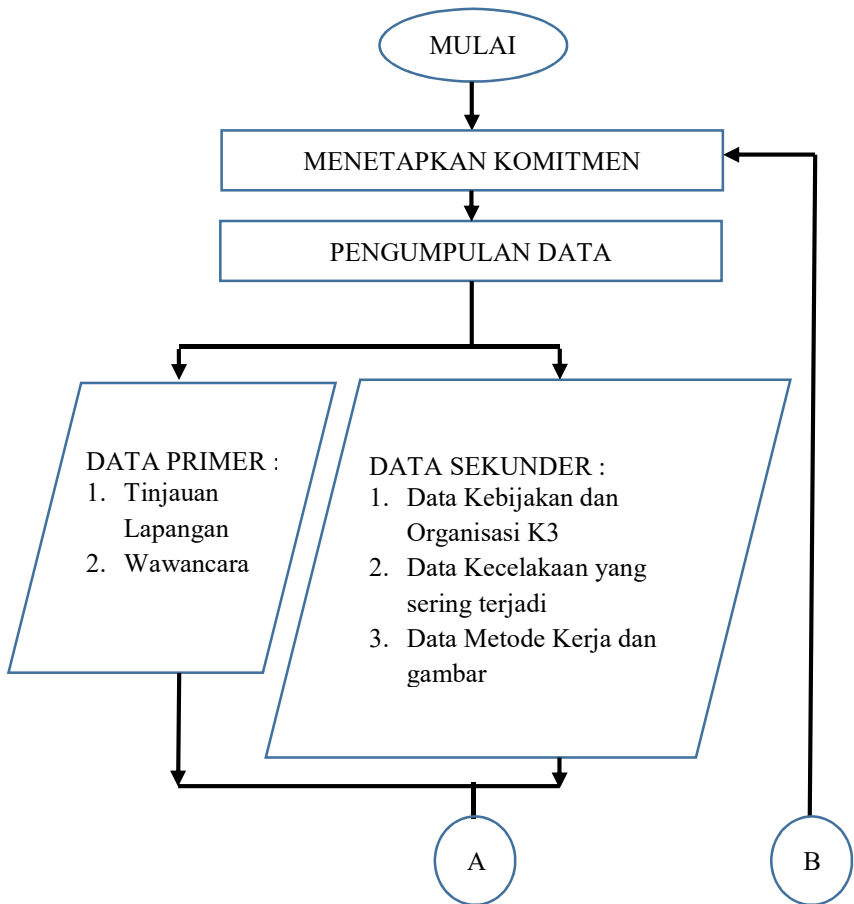 MULAI
MENETAPKAN KOMITMEN
PENGUMPULAN DATA
DATA PRIMER :
1. Tinjauan
Lapangan
2. Wawancara
DATA SEKUNDER :
1. Data Kebijakan dan
Organisasi K3
2. Data Kecelakaan yang
sering terjadi
3. Data Metode Kerja dan
gambar
A
B